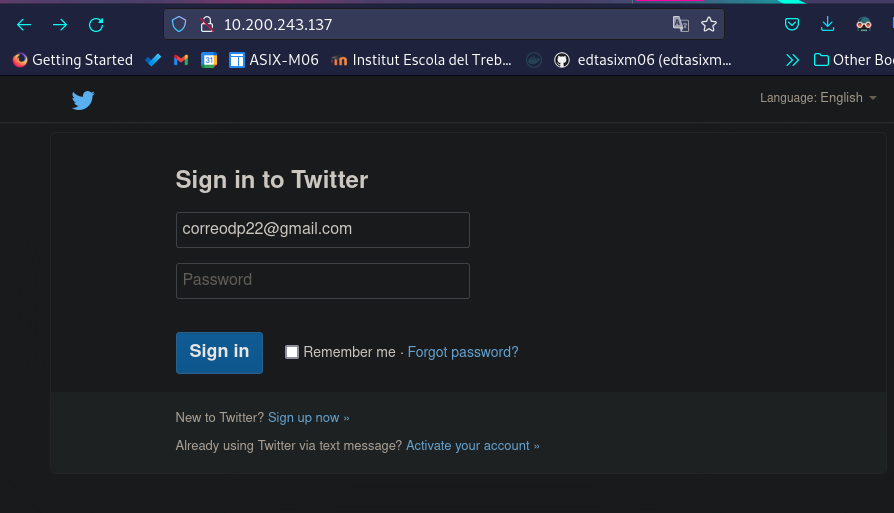 10.200.243.137
Getting Started 31 ASIX-M06 Institut Escola del Treb... edtasixm06 (edtasixm... Other Boo
Language: English
Sign in to Twitter
correodp22@gmail.com
Password
Sign in Remember me · Forgot password?
New to Twitter? Sign up now »
Already using Twitter via text message? Activate your account »